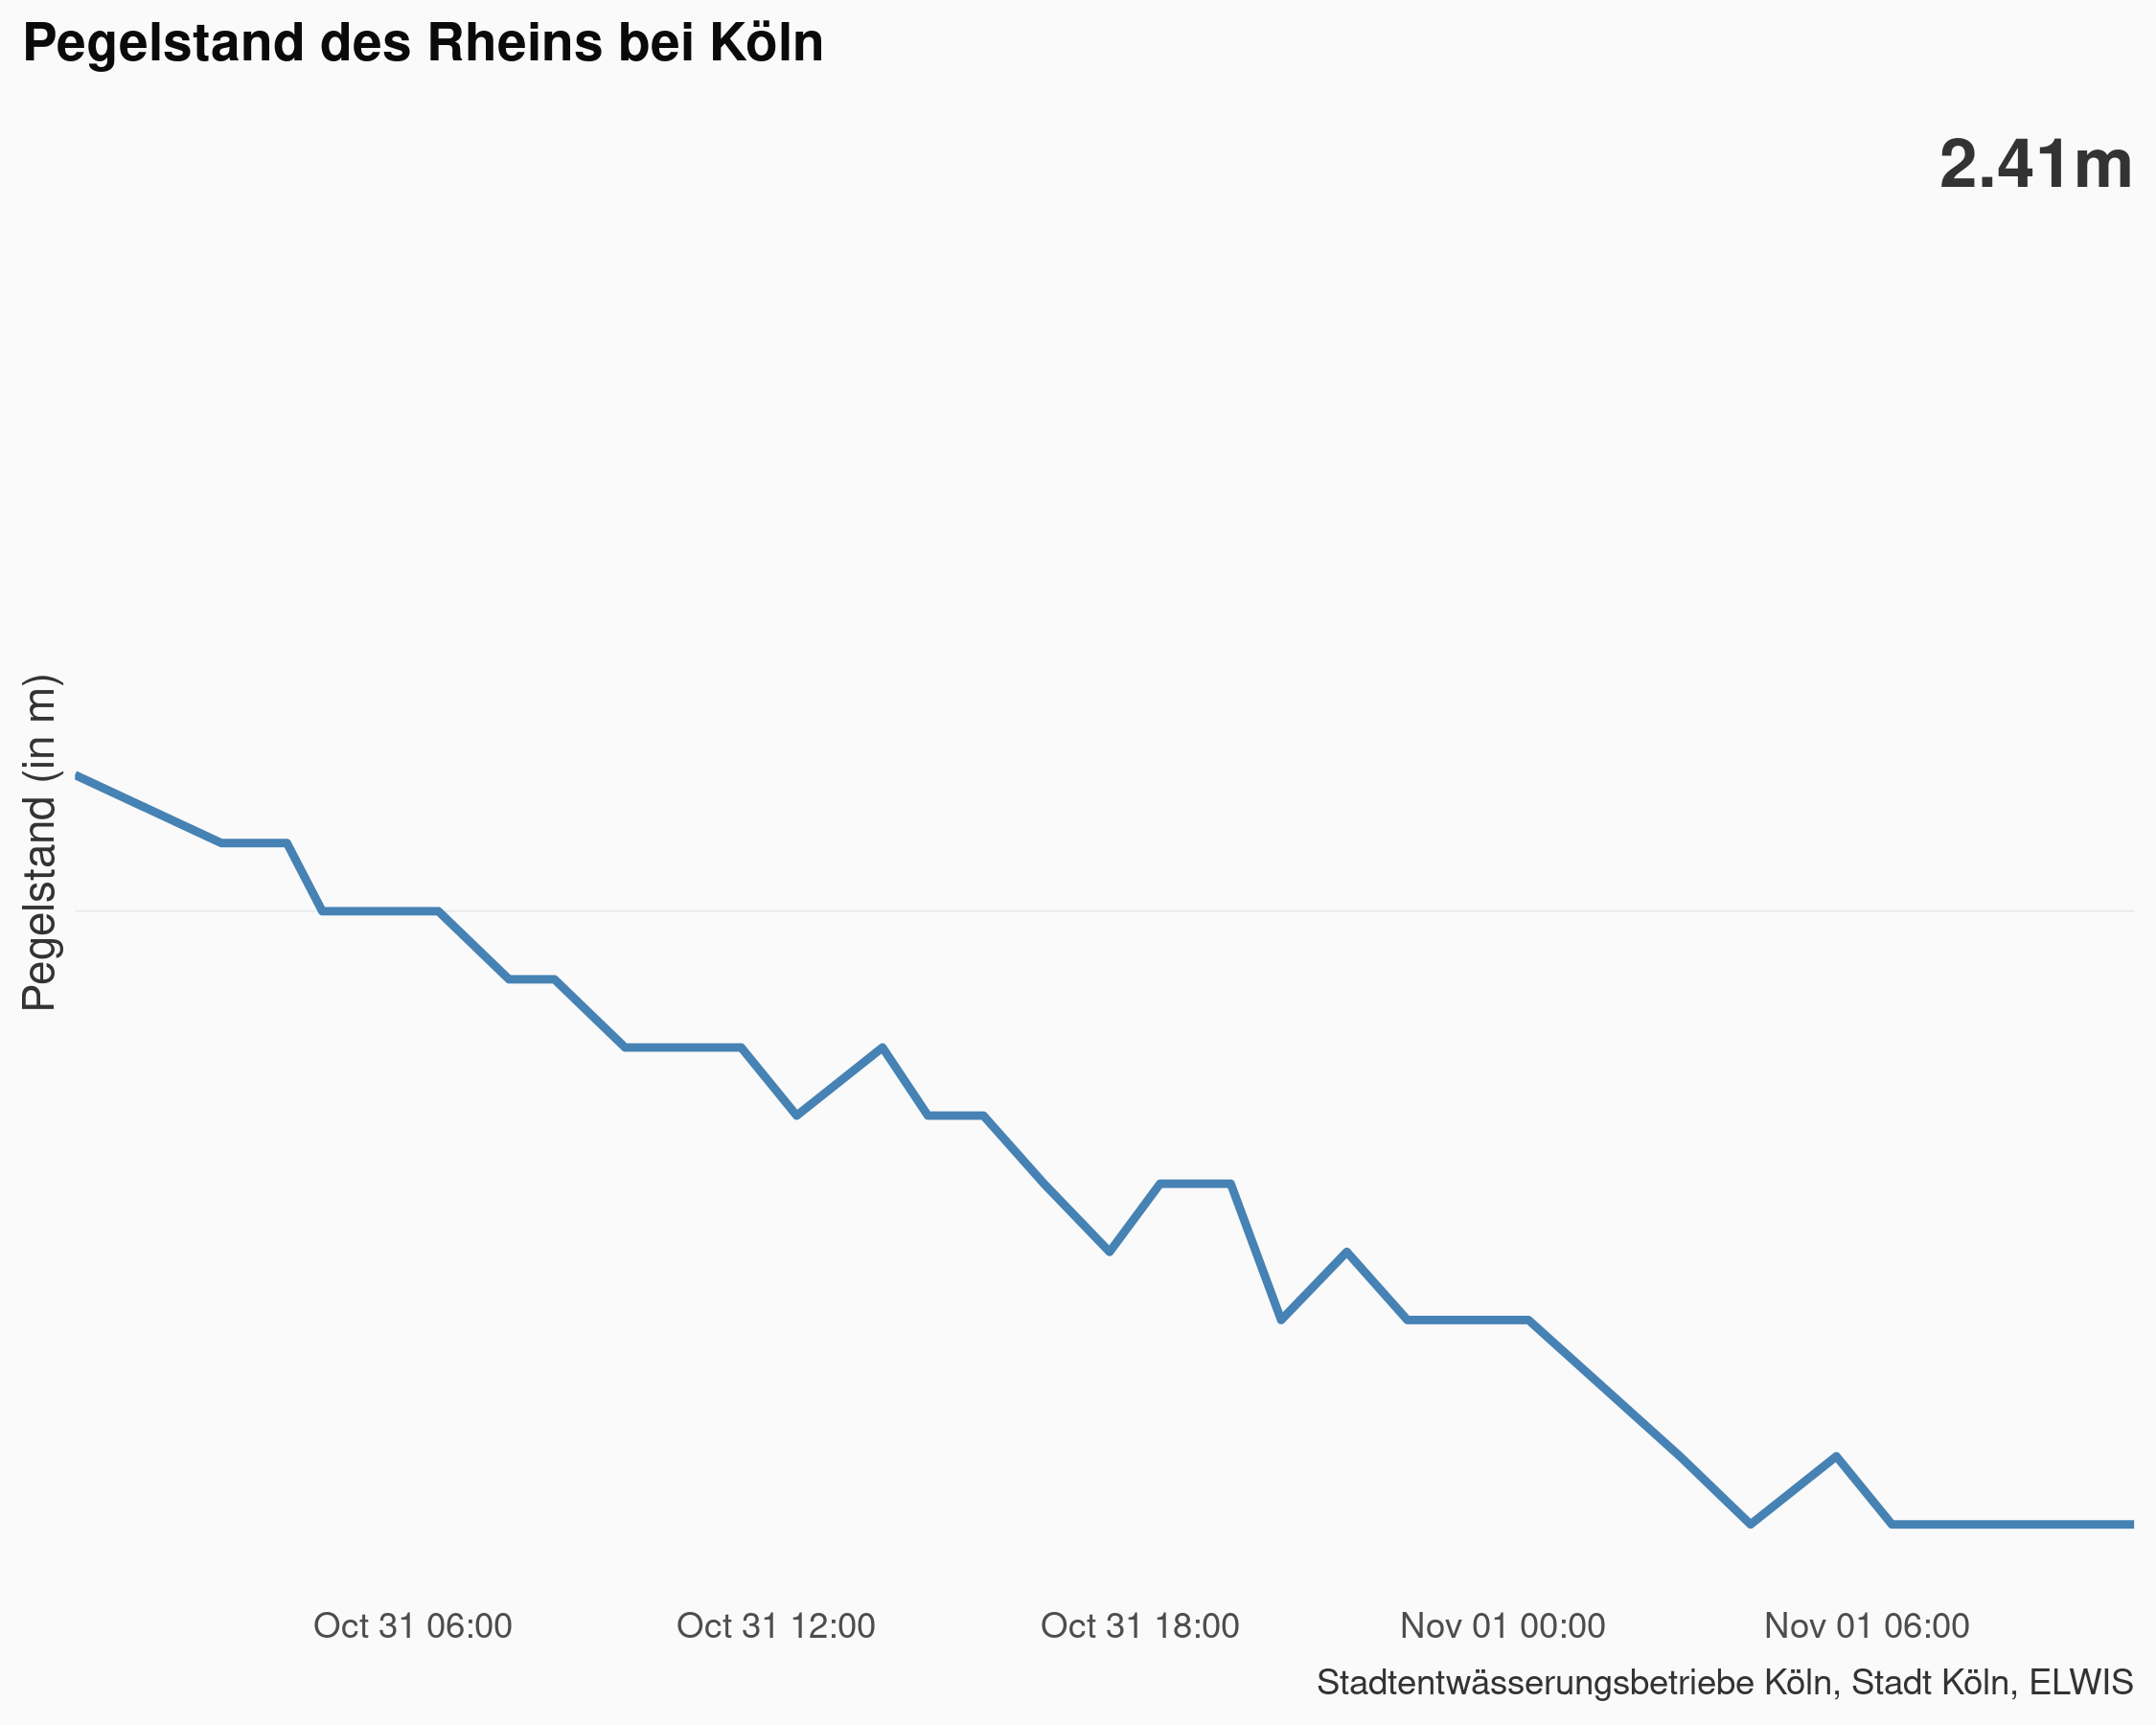 Pegelstand des Rheins bei Köln
2.41m
Pegelstand (in m)
Oct 31 06:00 Oct 31 12:00 Oct 31 18:00 Nov 01 00:00 Nov 01 06:00
Stadtentwässerungsbetriebe Köln, Stadt Köln, ELWIS